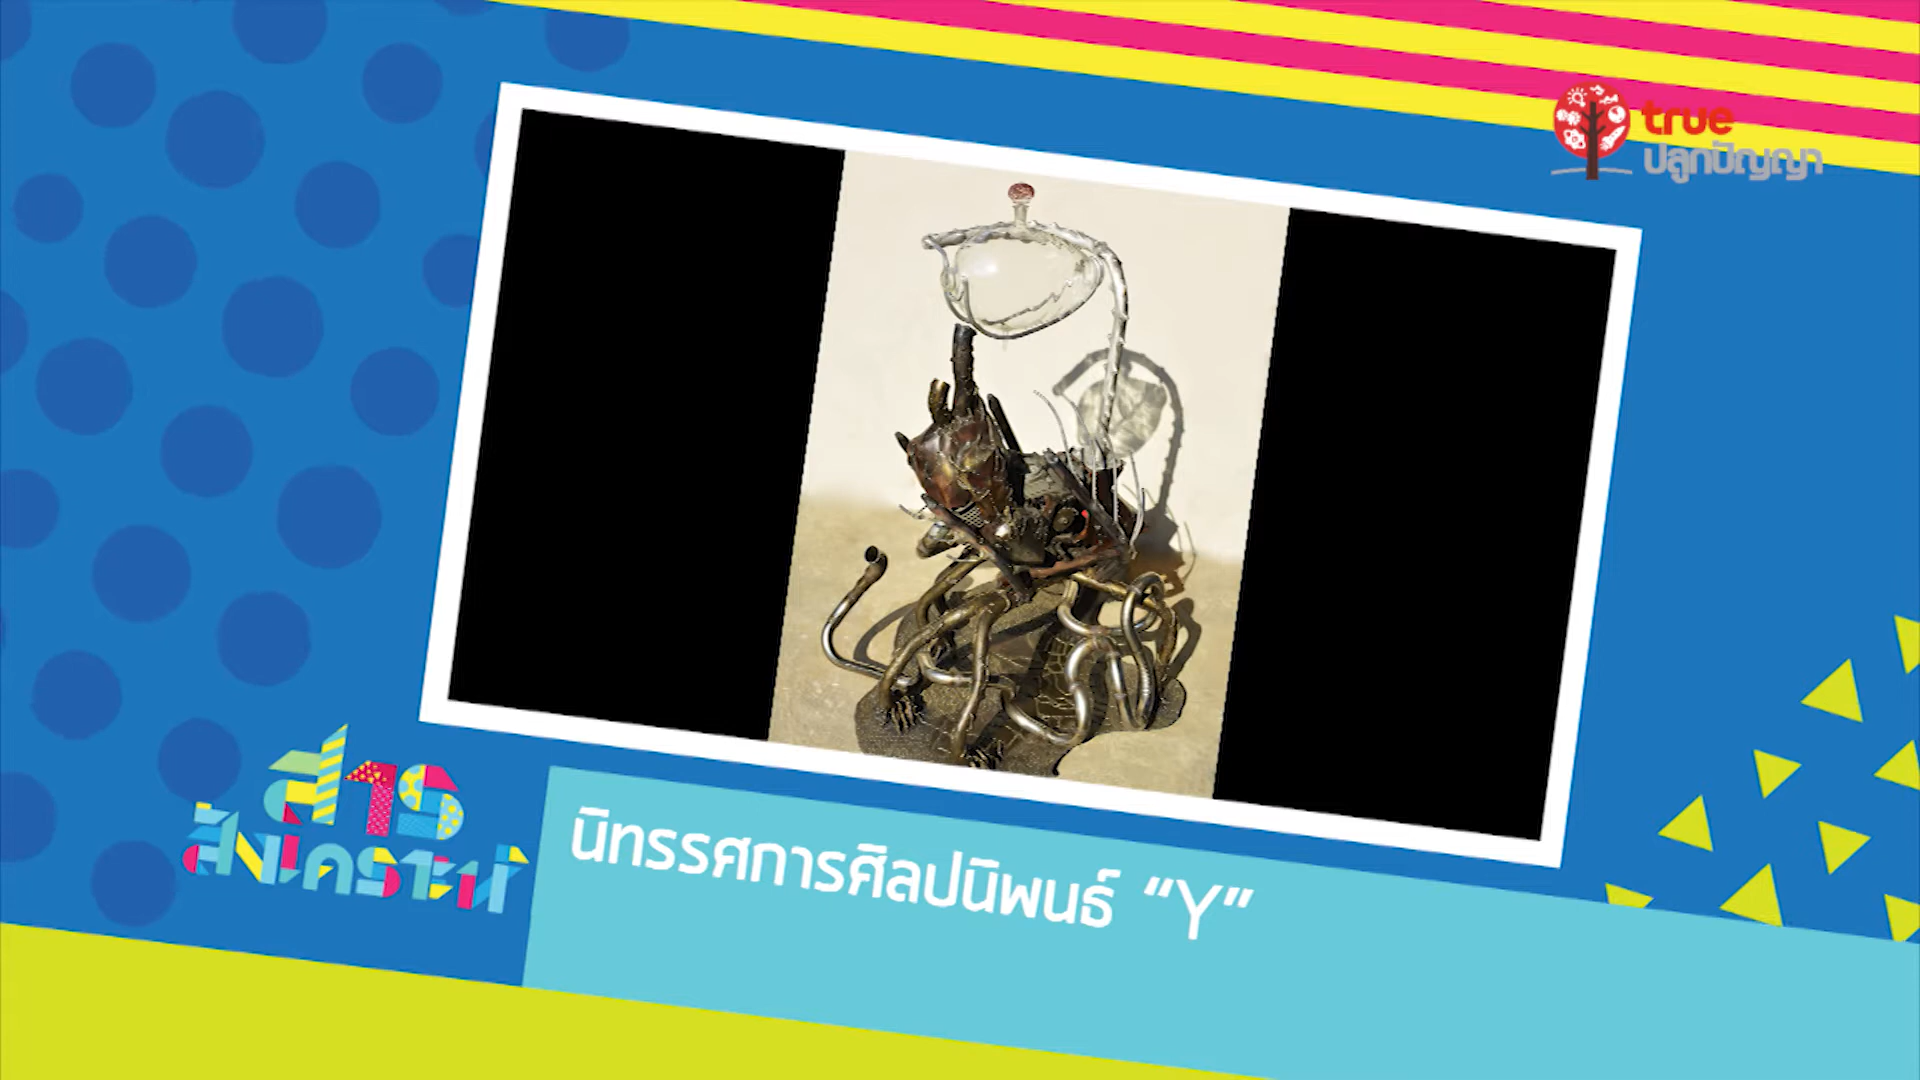 true
ปลูกปัญญา
สาร
สังเคราะห์
นิทรรศการศิลปนิพนธ์ “Y”